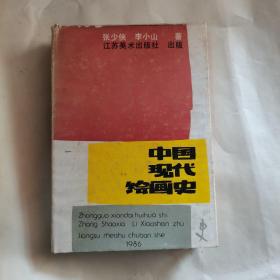 张少侠 李小山 著
江苏美术出版社 出版
中国
现代
绘画史
Zhongguo xiandai huihua shi
Zhang Shaoxia Li Xiaoshan zhu
Jiangsu meishu chuban she
1986
史